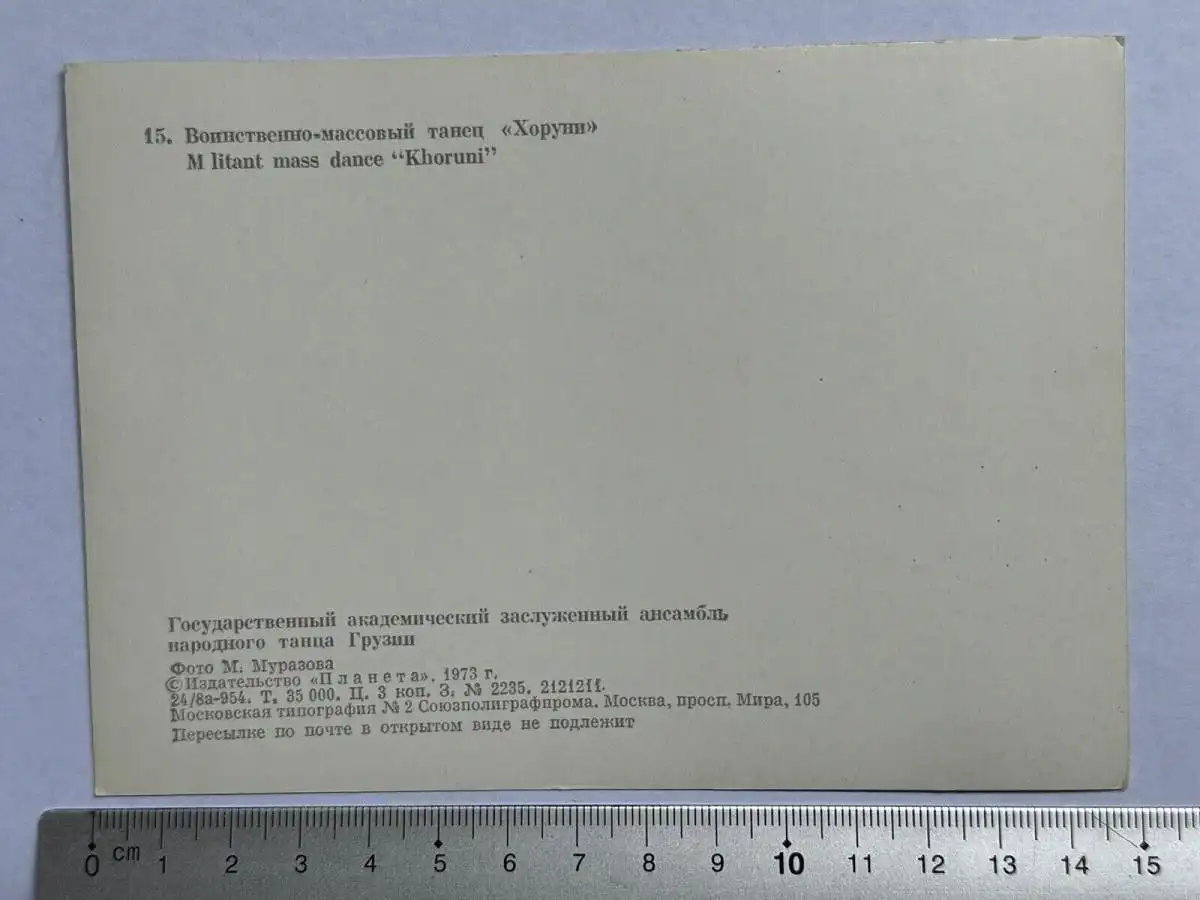 15. Воинственно-массовый танец «Хоруни»
M litant mass dance “Khoruni”
Государственный академический заслуженный ансамбль
народного танца Грузии
Фото М. Муразова
© Издательство «Планета». 1973 г.
24/8а-954. Т. 35 000. Ц. 3 коп. З. № 2235. 2121211.
Московская типография № 2 Союзполиграфпрома. Москва, просп. Мира, 105
Пересылке по почте в открытом виде не подлежит
0 cm 1 2 3 4 5 6 7 8 9 10 11 12 13 14 15